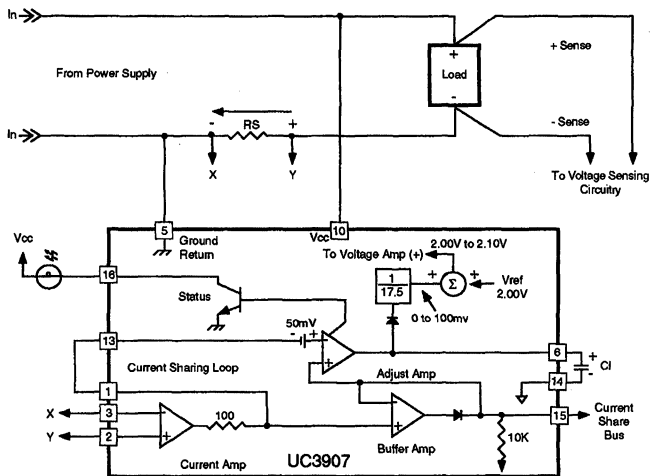 In
+ Sense
+
Load
-
From Power Supply
- Sense
In
- RS +
X Y
To Voltage Sensing
Circuitry
5
Ground
Return
10
Vcc
Vcc
16
Status
To Voltage Amp (+)
2.00V to 2.10V
1
17.5
+ Σ +
Vref
2.00V
0 to 100mv
50mV
- +
13
-
+
6
+
CI
-
14
Current Sharing Loop
Adjust Amp
1
X 3
Y 2
-
+
100
-
+
15
Current
Share
Bus
10K
Buffer Amp
Current Amp
UC3907